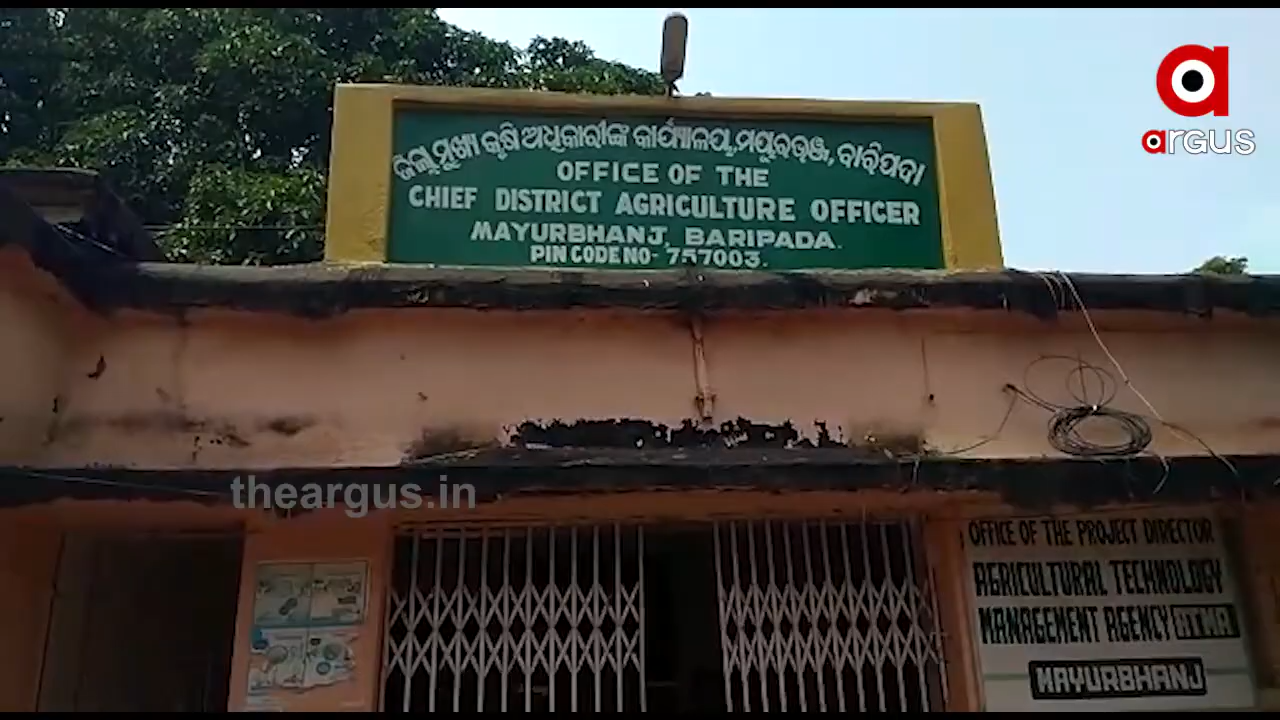 ଜିଲ୍ଲା ମୁଖ୍ୟ କୃଷି ଅଧିକାରୀଙ୍କ କାର୍ଯ୍ୟାଳୟ, ମୟୂରଭଞ୍ଜ, ବାରିପଦା
OFFICE OF THE
CHIEF DISTRICT AGRICULTURE OFFICER
MAYURBHANJ, BARIPADA.
PIN CODE NO- 757003.
argus
theargus.in
OFFICE OF THE PROJECT DIRECTOR
AGRICULTURAL TECHNOLOGY
MANAGEMENT AGENCY ATMA
MAYURBHANJ